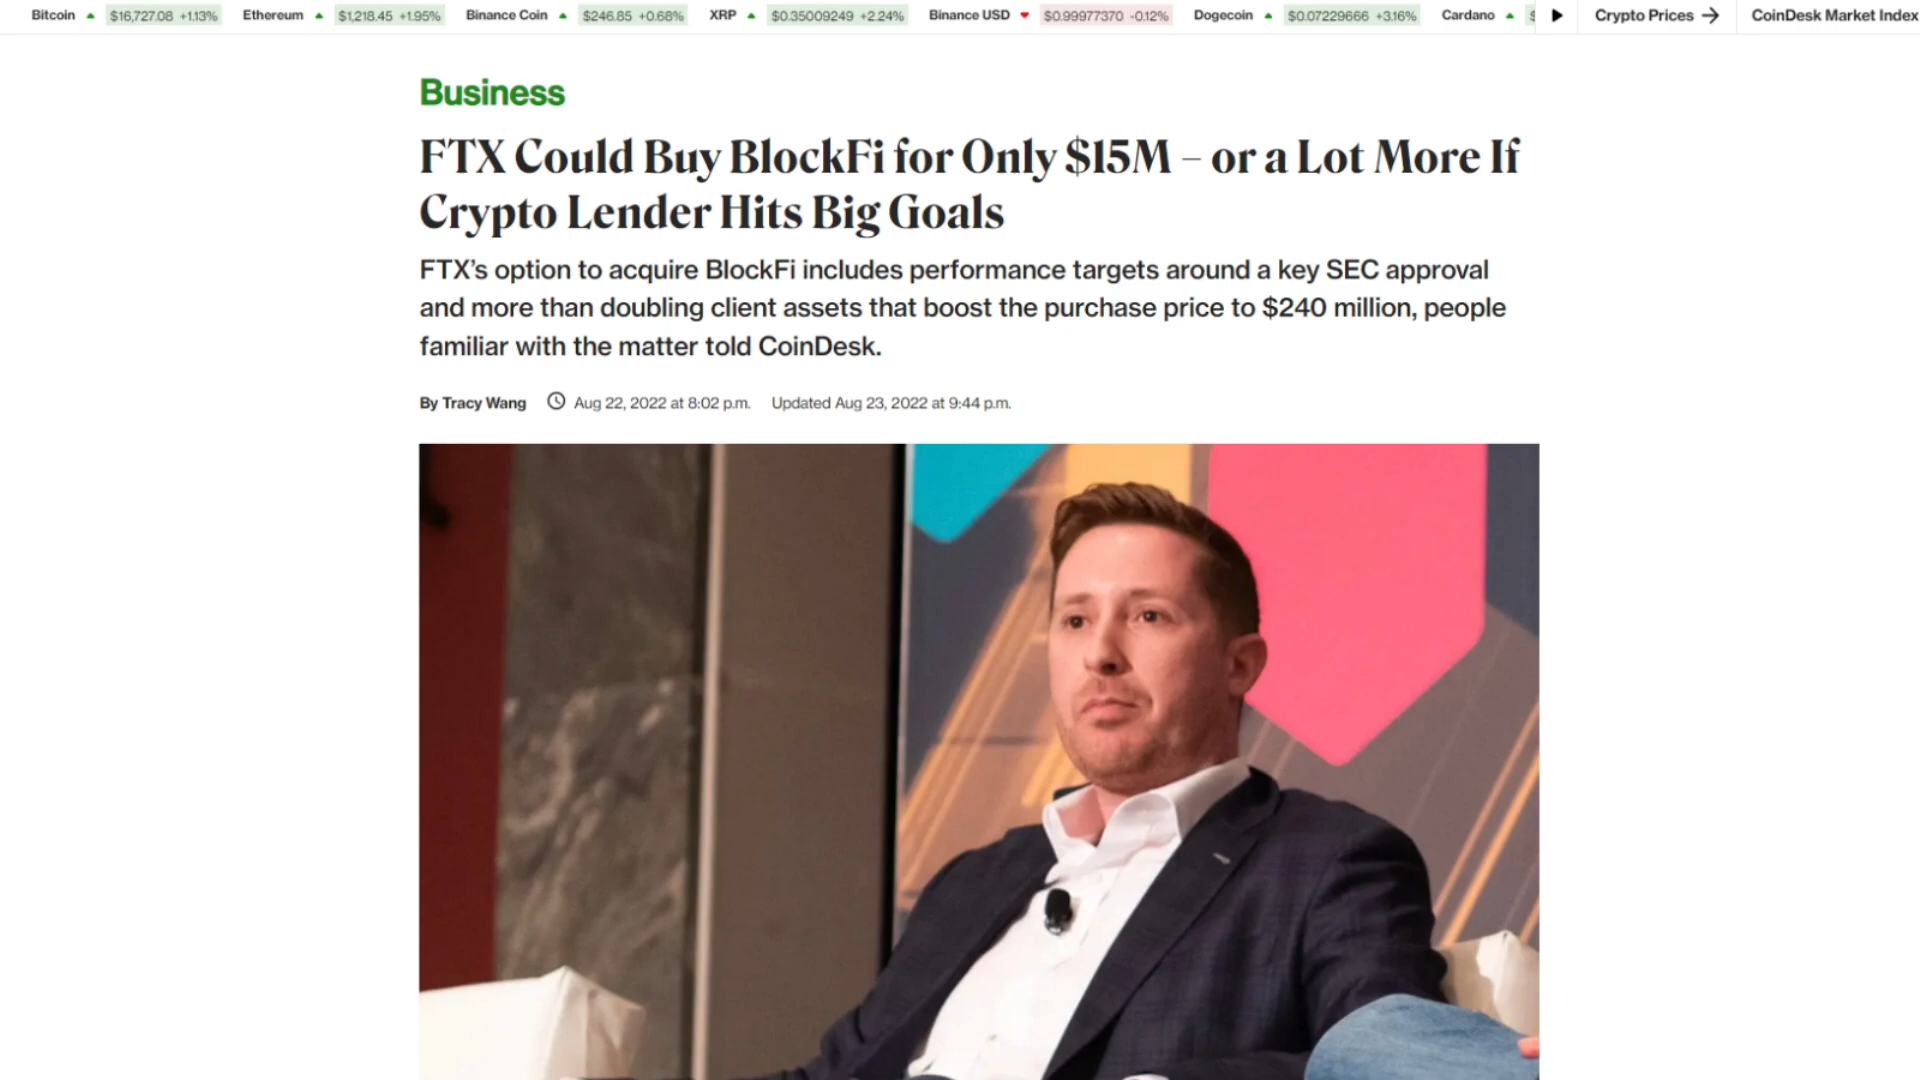 Bitcoin $16,727.08 +1.13% Ethereum $1,218.45 +1.95% Binance Coin $246.85 +0.68% XRP $0.35009249 +2.24% Binance USD $0.99977370 -0.12% Dogecoin $0.07229666 +3.16% Cardano Crypto Prices → CoinDesk Market Index
Business
FTX Could Buy BlockFi for Only $15M – or a Lot More If
Crypto Lender Hits Big Goals
FTX’s option to acquire BlockFi includes performance targets around a key SEC approval
and more than doubling client assets that boost the purchase price to $240 million, people
familiar with the matter told CoinDesk.
By Tracy Wang Aug 22, 2022 at 8:02 p.m. Updated Aug 23, 2022 at 9:44 p.m.